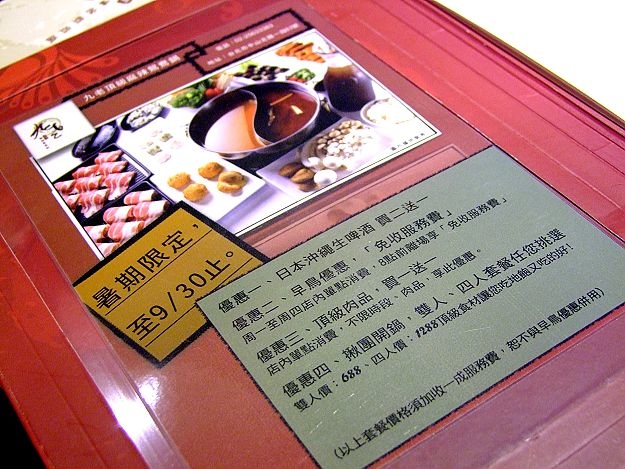 九老頂級麻辣鴛鴦鍋
暑期限定,
至9/30止。
優惠一、日本沖繩生啤酒 買二送一
優惠二、早鳥優惠,「免收服務費」
周一至周四店內單點消費,8點前離場享「免收服務費」
優惠三、頂級肉品,買一送一
店內單點消費,不限時段、肉品,享此優惠。
優惠四、揪團開鍋,雙人、四人套餐任您挑選
雙人價:688、四人價:1288頂級食材讓您吃地飽又吃的好!
(以上套餐價格須加收一成服務費,恕不與早鳥優惠併用)